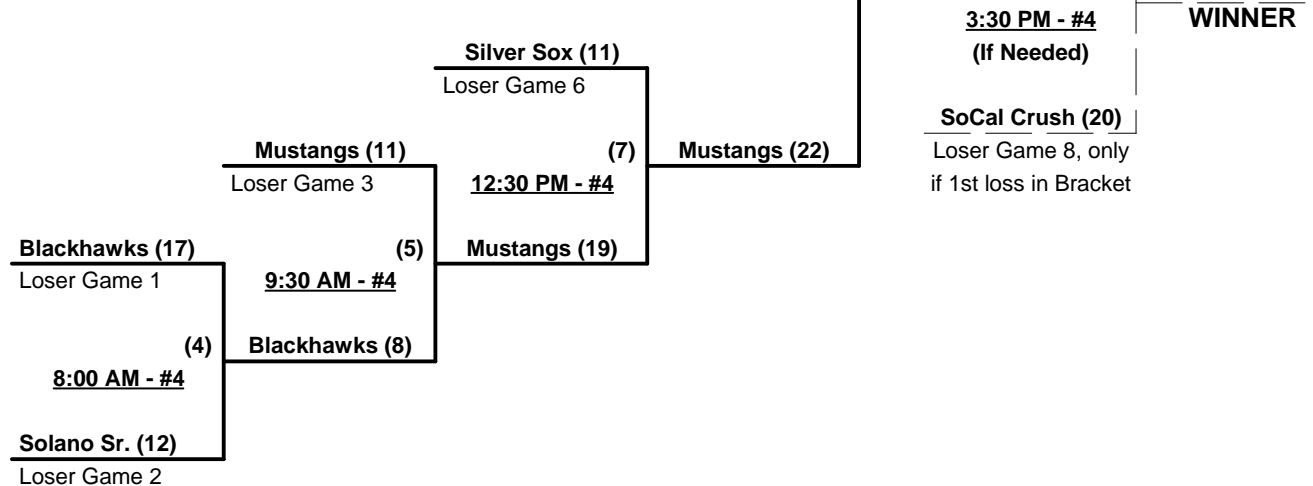 3:30 PM - #4
WINNER
(If Needed)
Silver Sox (11)
Loser Game 6
SoCal Crush (20)
Loser Game 8, only
if 1st loss in Bracket
Mustangs (11)
Loser Game 3
(7)
12:30 PM - #4
Mustangs (22)
Blackhawks (17)
Loser Game 1
(5)
9:30 AM - #4
Mustangs (19)
(4)
8:00 AM - #4
Blackhawks (8)
Solano Sr. (12)
Loser Game 2